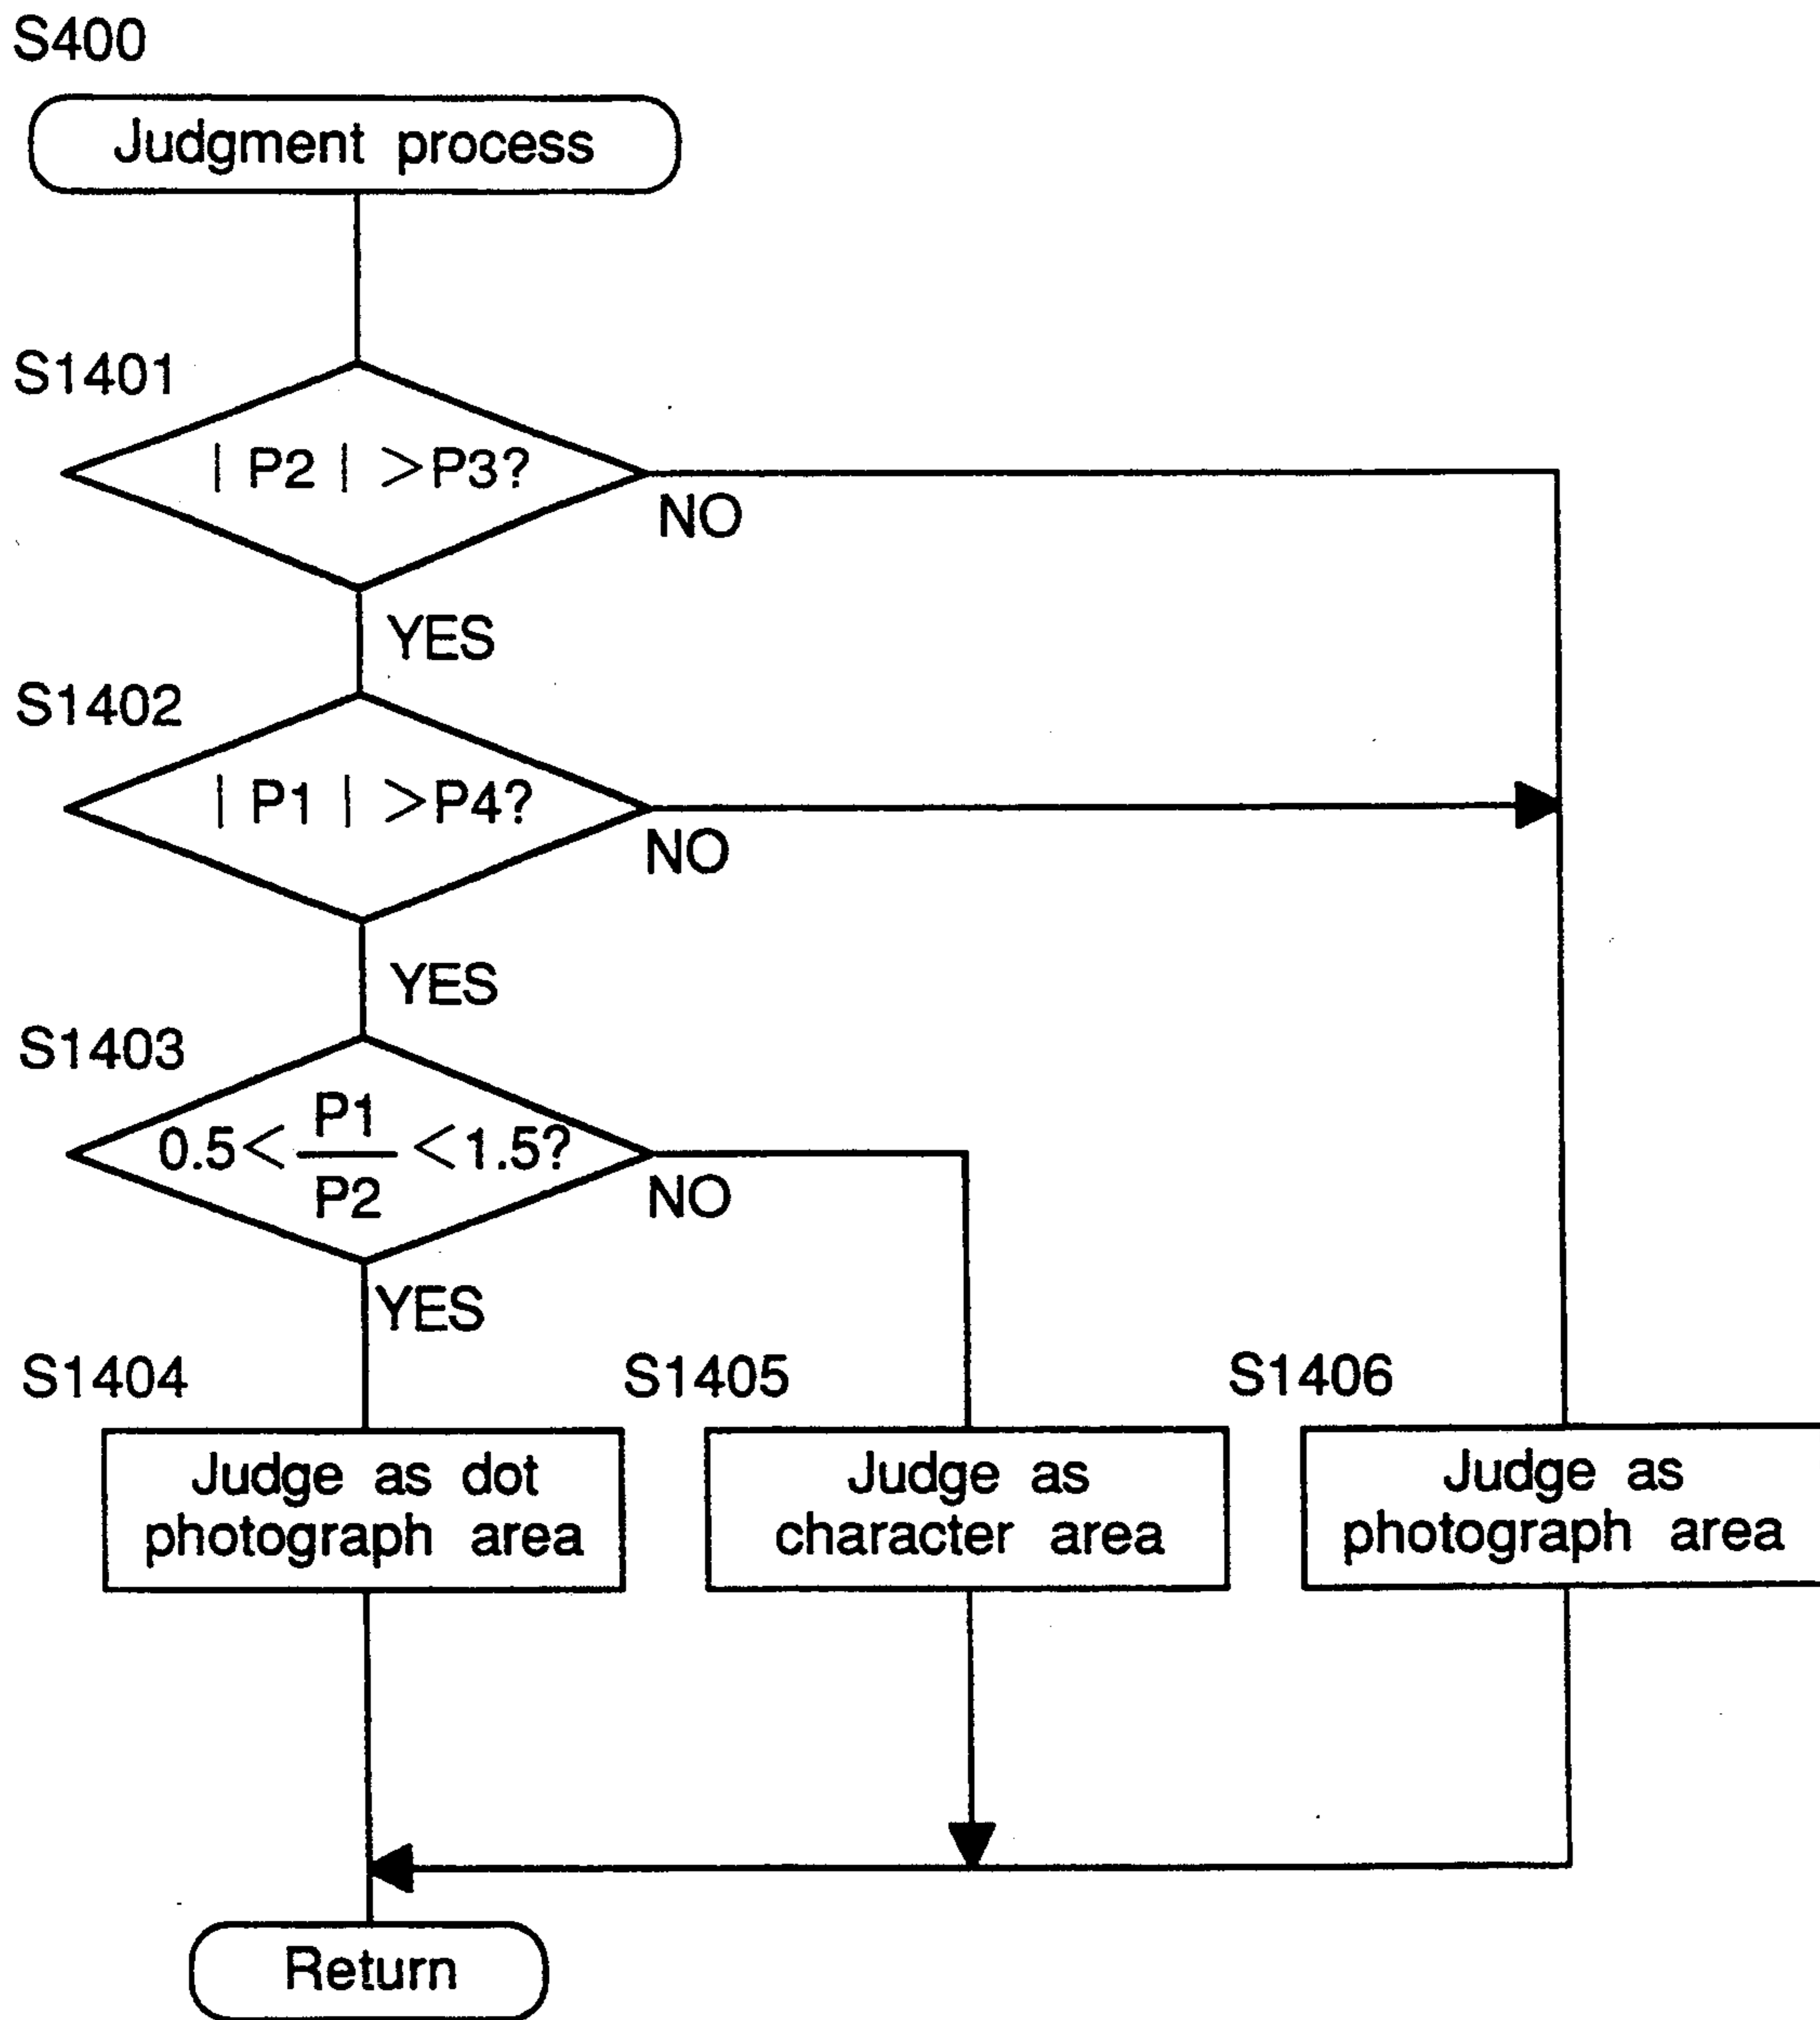 S400
Judgment process
S1401
| P2 | >P3?
NO
YES
S1402
| P1 | >P4?
NO
YES
S1403
0.5< P1/P2 <1.5?
NO
YES
S1404
Judge as dot
photograph area
S1405
Judge as
character area
S1406
Judge as
photograph area
Return